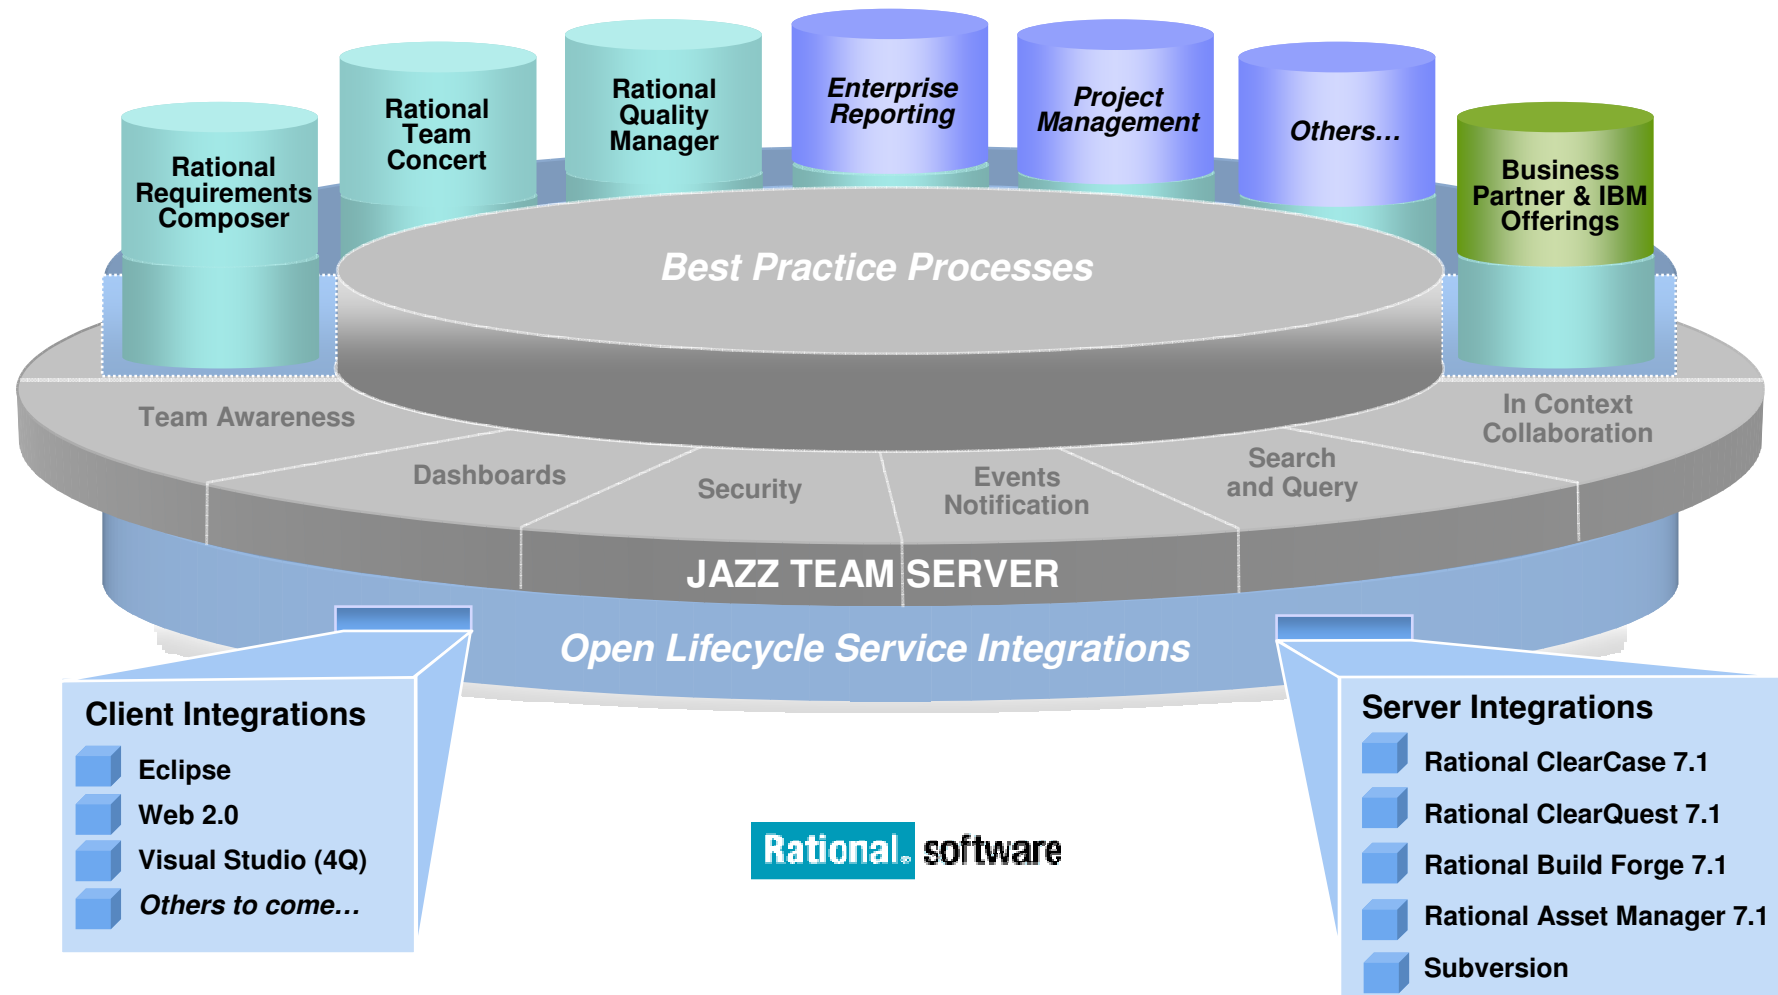 Rational
Requirements
Composer
Rational
Team
Concert
Rational
Quality
Manager
Enterprise
Reporting
Project
Management
Others...
Business
Partner & IBM
Offerings
Best Practice Processes
Team Awareness
Dashboards
Security
Events
Notification
Search
and Query
In Context
Collaboration
JAZZ TEAM SERVER
Open Lifecycle Service Integrations
Client Integrations
Eclipse
Web 2.0
Visual Studio (4Q)
Others to come...
Server Integrations
Rational ClearCase 7.1
Rational ClearQuest 7.1
Rational Build Forge 7.1
Rational Asset Manager 7.1
Subversion
Rational® software